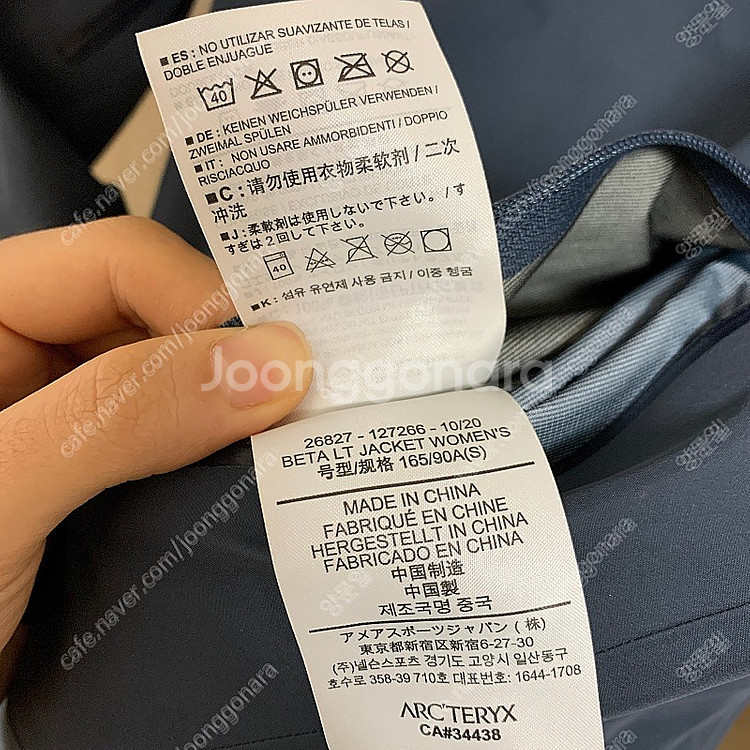 ■ ES : NO UTILIZAR SUAVIZANTE DE TELAS /
DOBLE ENJUAGUE
40
■ DE : KEINEN WEICHSPÜLER VERWENDEN /
ZWEIMAL SPÜLEN
■ IT : NON USARE AMMORBIDENTI / DOPPIO
RISCIACQUO
■ C : 请勿使用衣物柔软剂 / 二次
冲洗
■ J : 柔軟剤は使用しないで下さい。/ す
すぎは2回して下さい。
40
■ K : 섬유 유연제 사용 금지 / 이중 헹굼
Joonggonara
26827 - 127266 - 10/20
BETA LT JACKET WOMEN'S
号型/规格 165/90A(S)
MADE IN CHINA
FABRIQUÉ EN CHINE
HERGESTELLT IN CHINA
FABRICADO EN CHINA
中国制造
中国製
제조국명 중국
アメアスポーツジャパン ( 株)
東京都新宿区新宿6-27-30
(주)넬슨스포츠 경기도 고양시 일산동구
호수로 358-39 710호 대표번호: 1644-1708
ARC'TERYX
CA#34438
cafe.naver.com/joonggonara